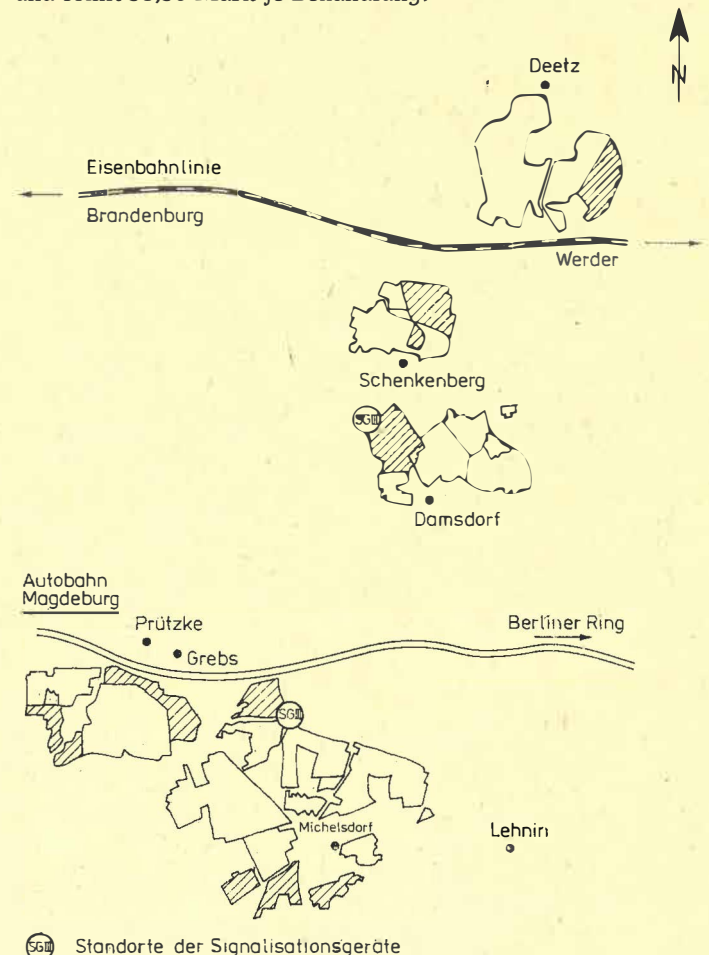 Deetz
N
Eisenbahnlinie
Brandenburg
Werder
Schenkenberg
SGIII
Damsdorf
Autobahn
Magdeburg
Prützke
Berliner Ring
Grebs
SGII
Michelsdorf
Lehnin
SGII Standorte der Signalisationsgeräte